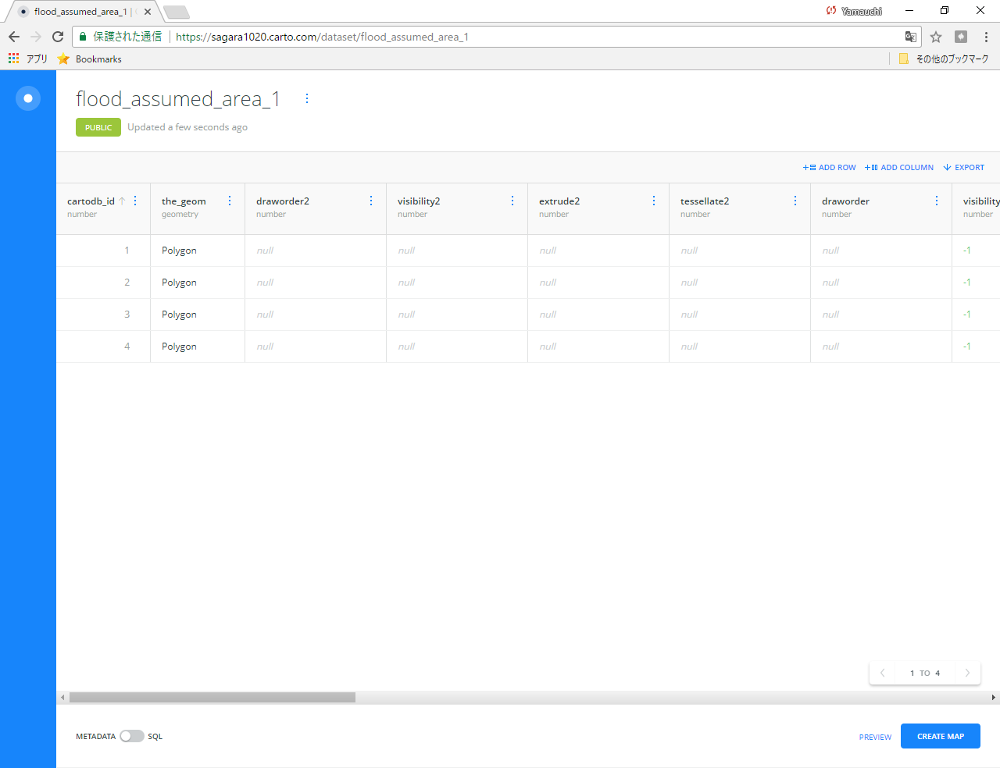 flood_assumed_area_1 |
Yamauchi
保護された通信 https://sagara1020.carto.com/dataset/flood_assumed_area_1
アプリ Bookmarks その他のブックマーク
flood_assumed_area_1
PUBLIC Updated a few seconds ago
ADD ROW ADD COLUMN EXPORT
cartodb_id the_geom draworder2 visibility2 extrude2 tessellate2 draworder visibility
number geometry number number number number number number
1 Polygon null null null null null -1
2 Polygon null null null null null -1
3 Polygon null null null null null -1
4 Polygon null null null null null -1
1 TO 4
METADATA SQL PREVIEW CREATE MAP